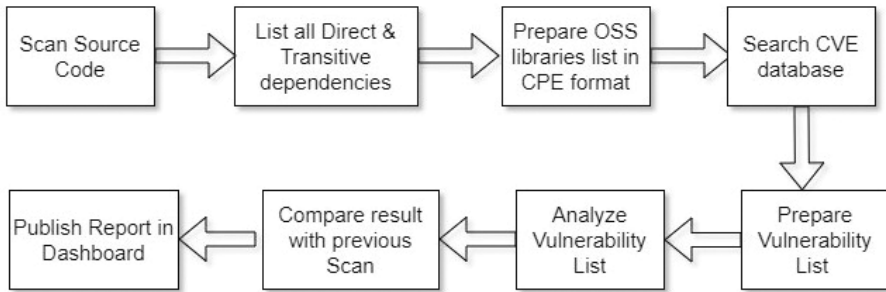 Scan Source
Code
List all Direct &
Transitive
dependencies
Prepare OSS
libraries list in
CPE format
Search CVE
database
Prepare
Vulnerability
List
Analyze
Vulnerability
List
Compare result
with previous
Scan
Publish Report in
Dashboard